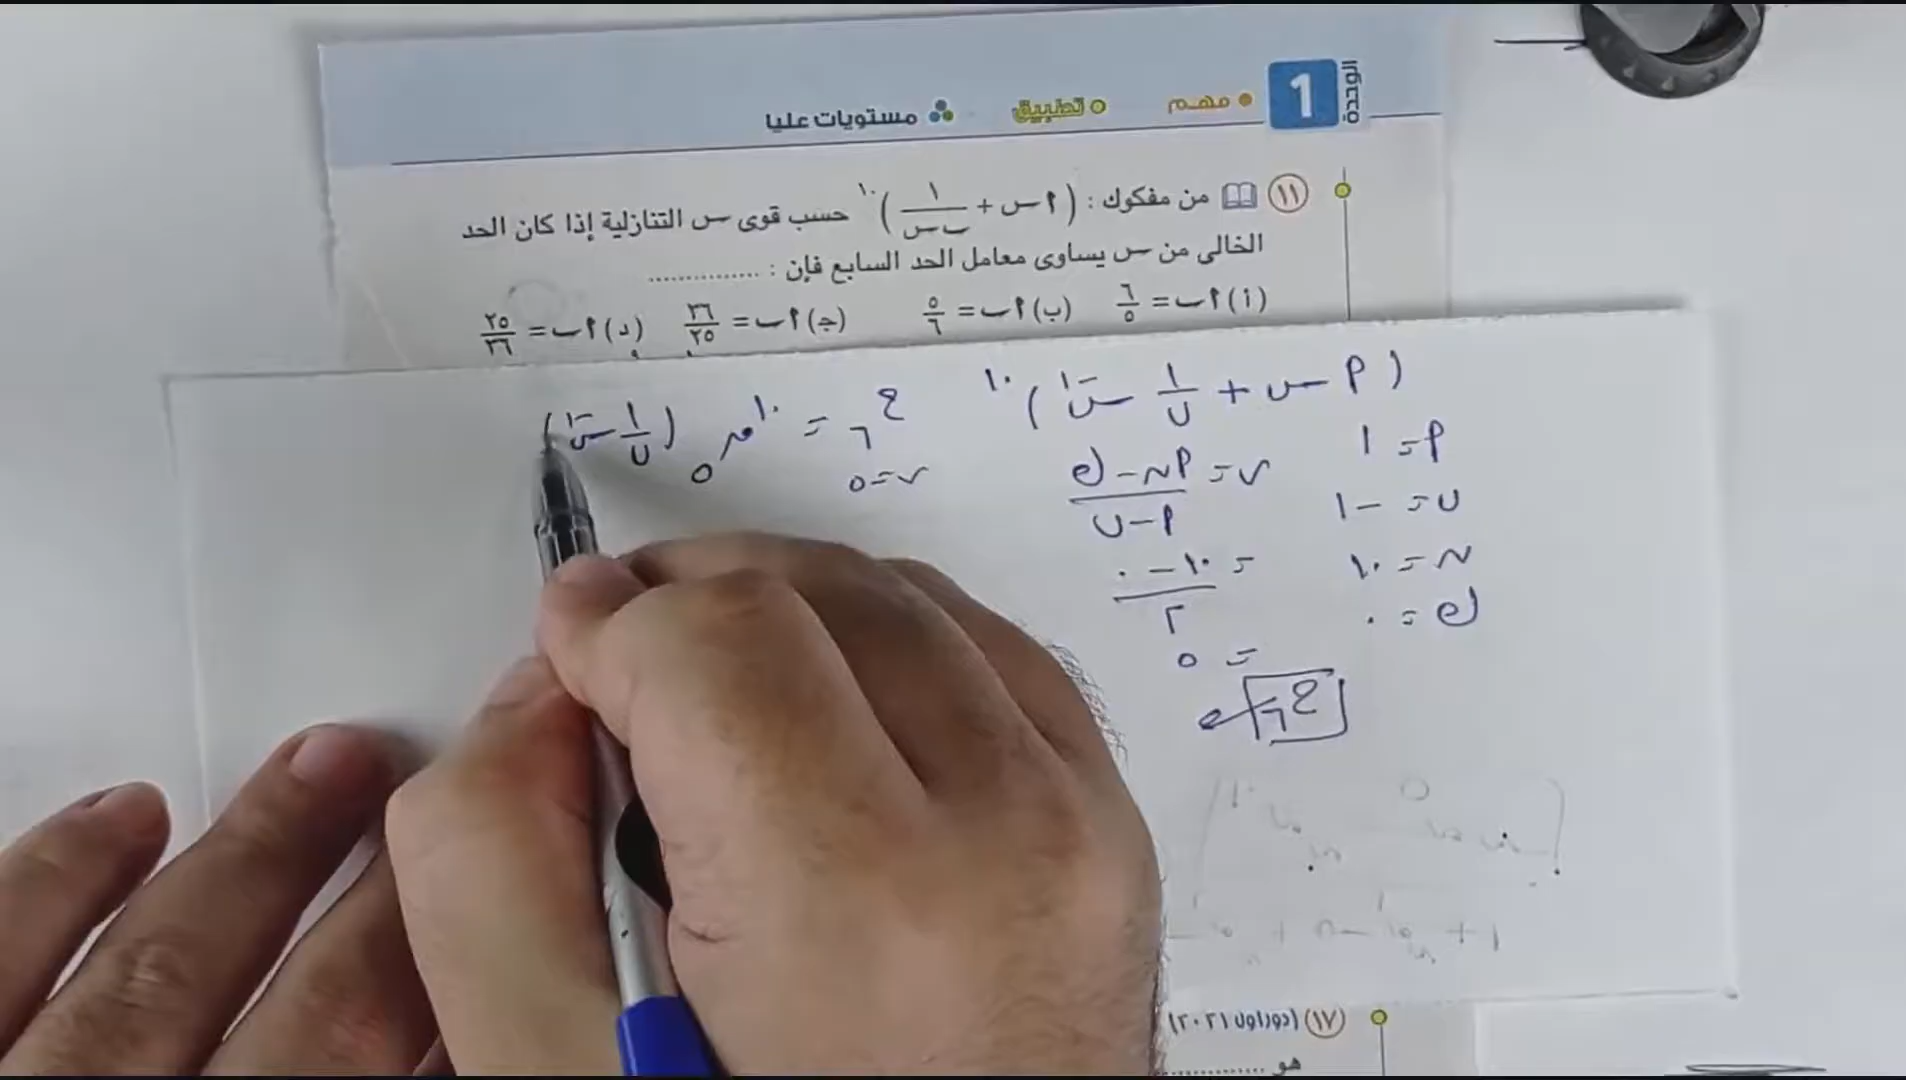 الوحدة 1 • مهم • تطبيق مستويات عليا
١١ من مفكوك : (ا س + ١/(ب س))^١٠ حسب قوى س التنازلية إذا كان الحد
الخالى من س يساوى معامل الحد السابع فإن : ...............
(أ) ا ب = ٦/٥ (ب) ا ب = ٥/٦ (جـ) ا ب = ٣٦/٢٥ (د) ا ب = ٢٥/٣٦
(ا س + ١/ب س^-١)^١٠
ح٦ = ١٠ق٥ (١/ب س^-١)
ر = ٥
ا = ١
ب = -١
ن = ١٠
ك = ٠
ر = (ا ن - ك)/(ا - ب)
= (١٠ - ٠)/٢
= ٥
ح٦
(١٧) (دور اول ٢٠٢١)
هو ...............